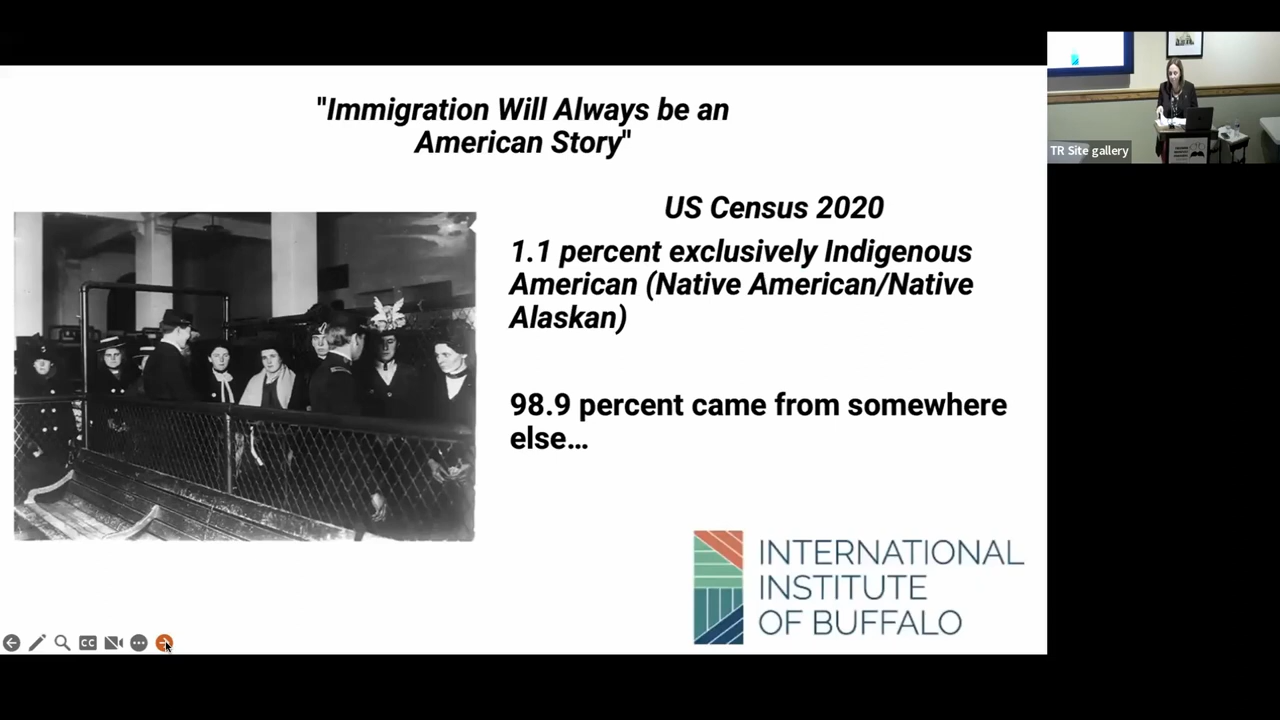 "Immigration Will Always be an
American Story"
US Census 2020
1.1 percent exclusively Indigenous
American (Native American/Native
Alaskan)
98.9 percent came from somewhere
else…
INTERNATIONAL
INSTITUTE
OF BUFFALO
CC
TR Site gallery